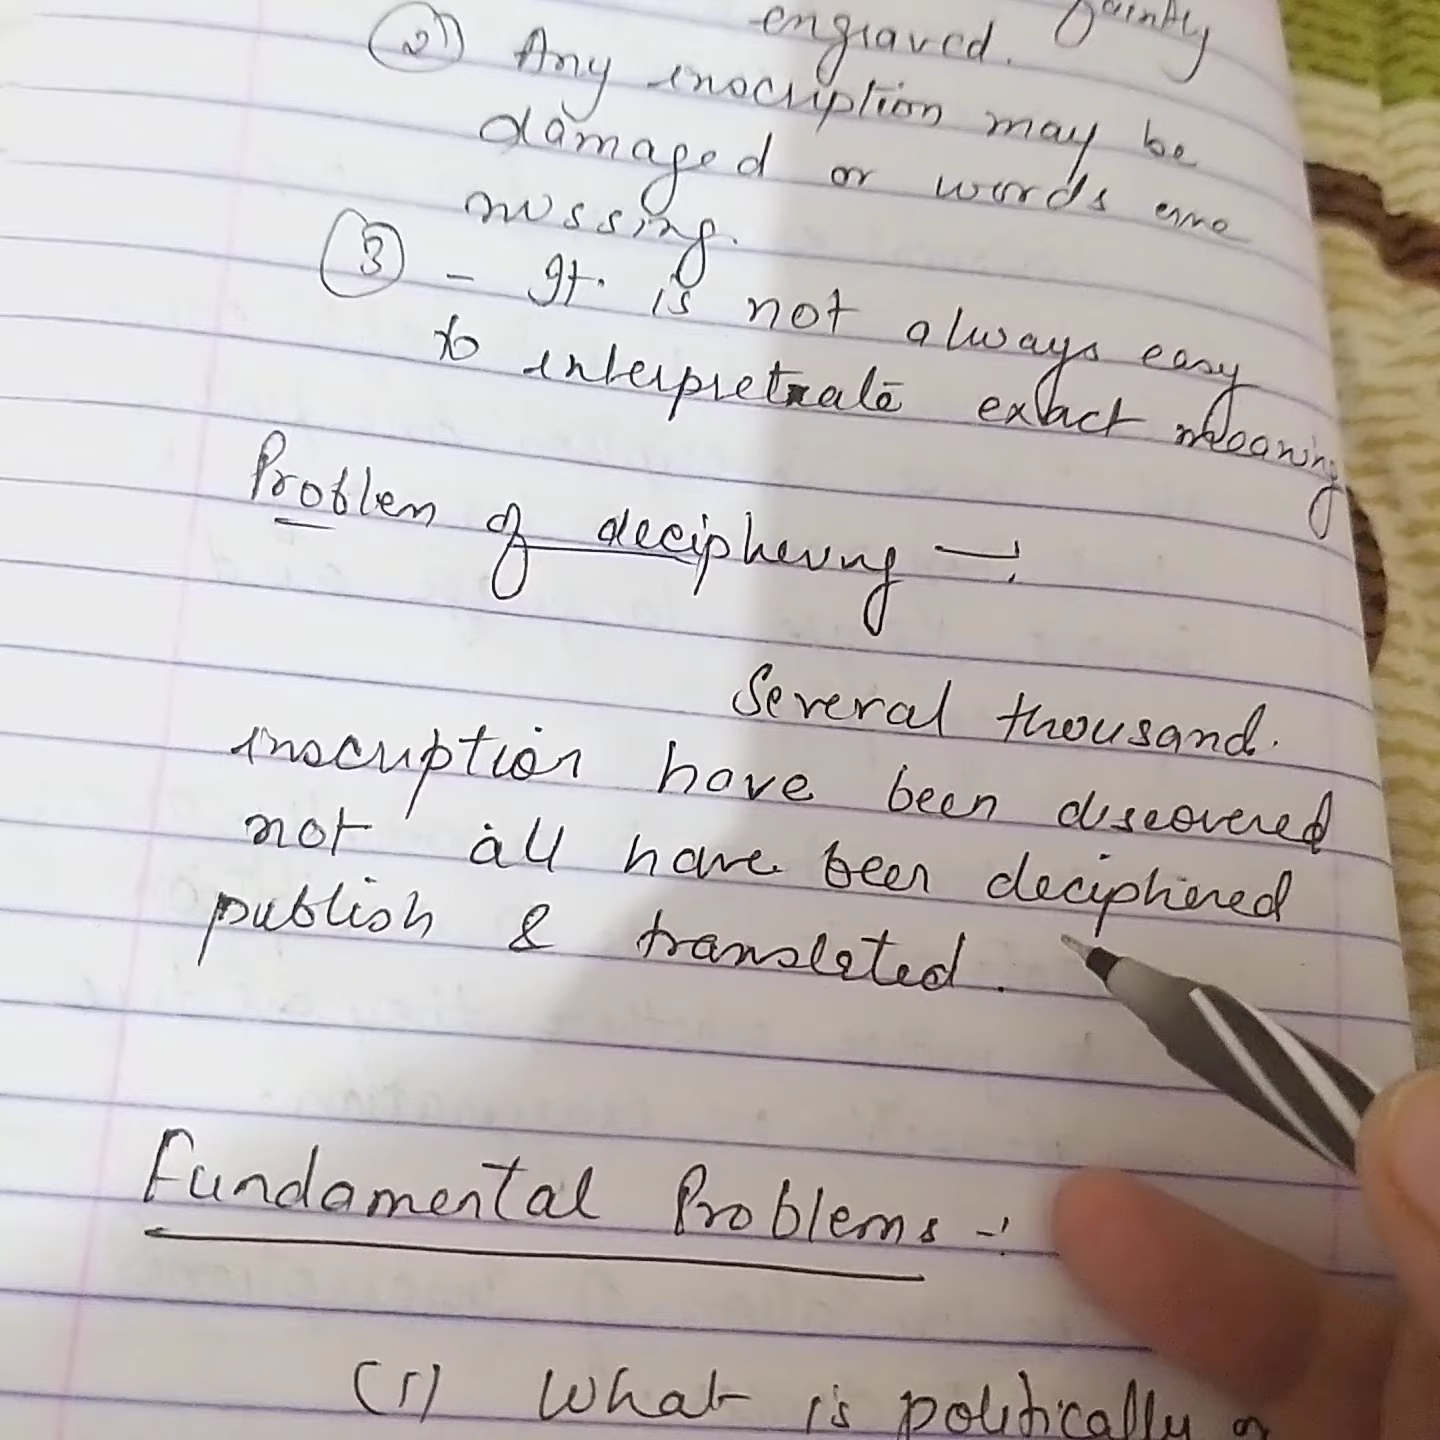 faintly
engraved.
(2) Any inscription may be
damaged or words are
missing.
(3) - It. is not always easy
to interpretrate exact meaning
Problem of deciphering -:
Several thousand.
inscription have been discovered
not all have been deciphered
publish & translated.
Fundamental Problems -:
(1) What is politically or